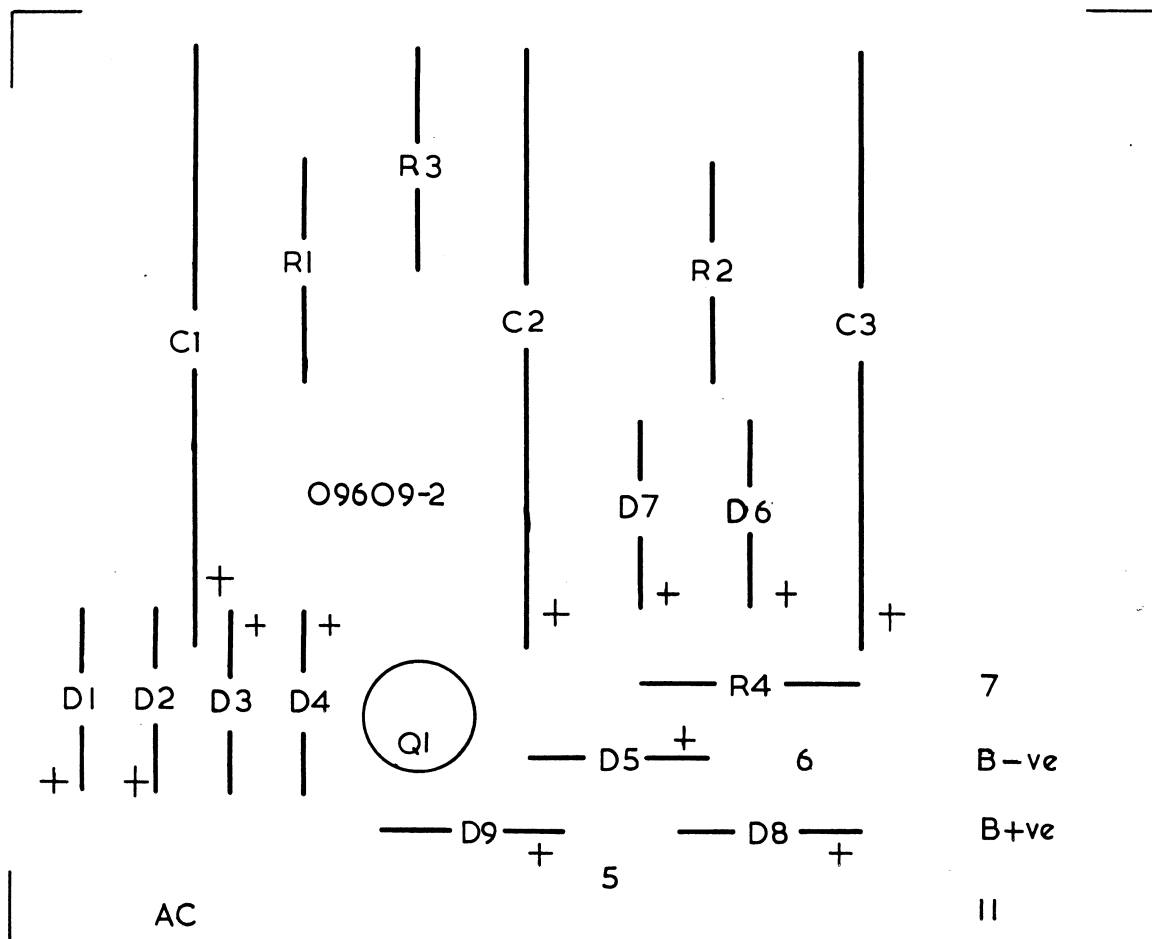 R3
R1
R2
C1
C2
C3
O9609-2
D7
D6
+
+
+
+
+
+
+
D1
D2
D3
D4
R4
7
Q1
+
D5
6
B-ve
+
+
D9
D8
B+ve
+
+
5
AC
11